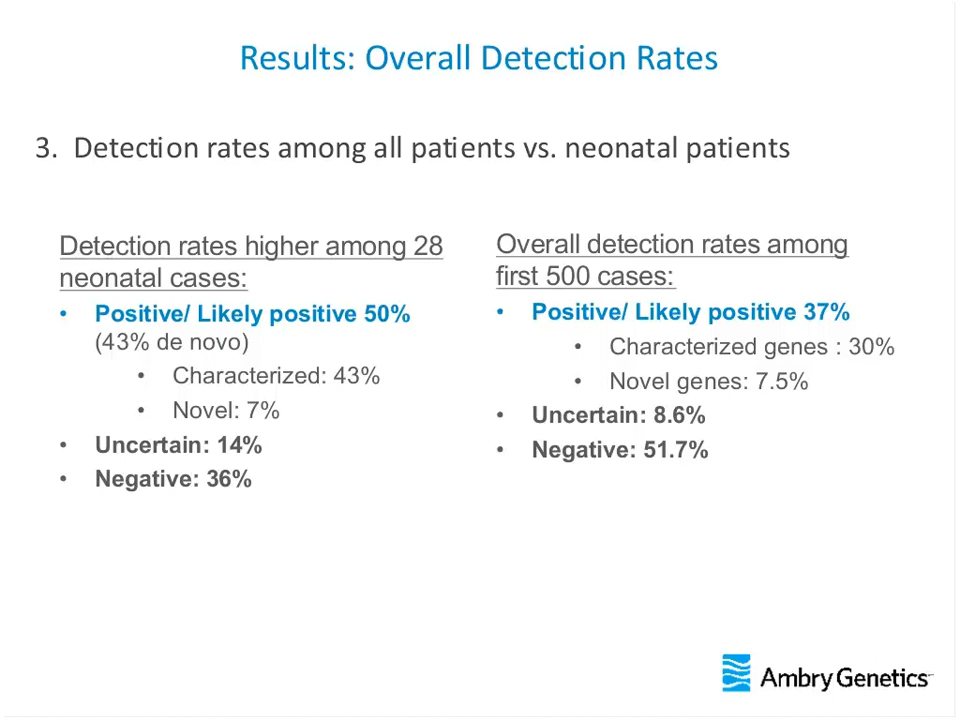 Results: Overall Detection Rates
3. Detection rates among all patients vs. neonatal patients
Detection rates higher among 28
neonatal cases:
• Positive/ Likely positive 50%
(43% de novo)
• Characterized: 43%
• Novel: 7%
• Uncertain: 14%
• Negative: 36%
Overall detection rates among
first 500 cases:
• Positive/ Likely positive 37%
• Characterized genes : 30%
• Novel genes: 7.5%
• Uncertain: 8.6%
• Negative: 51.7%
Ambry Genetics